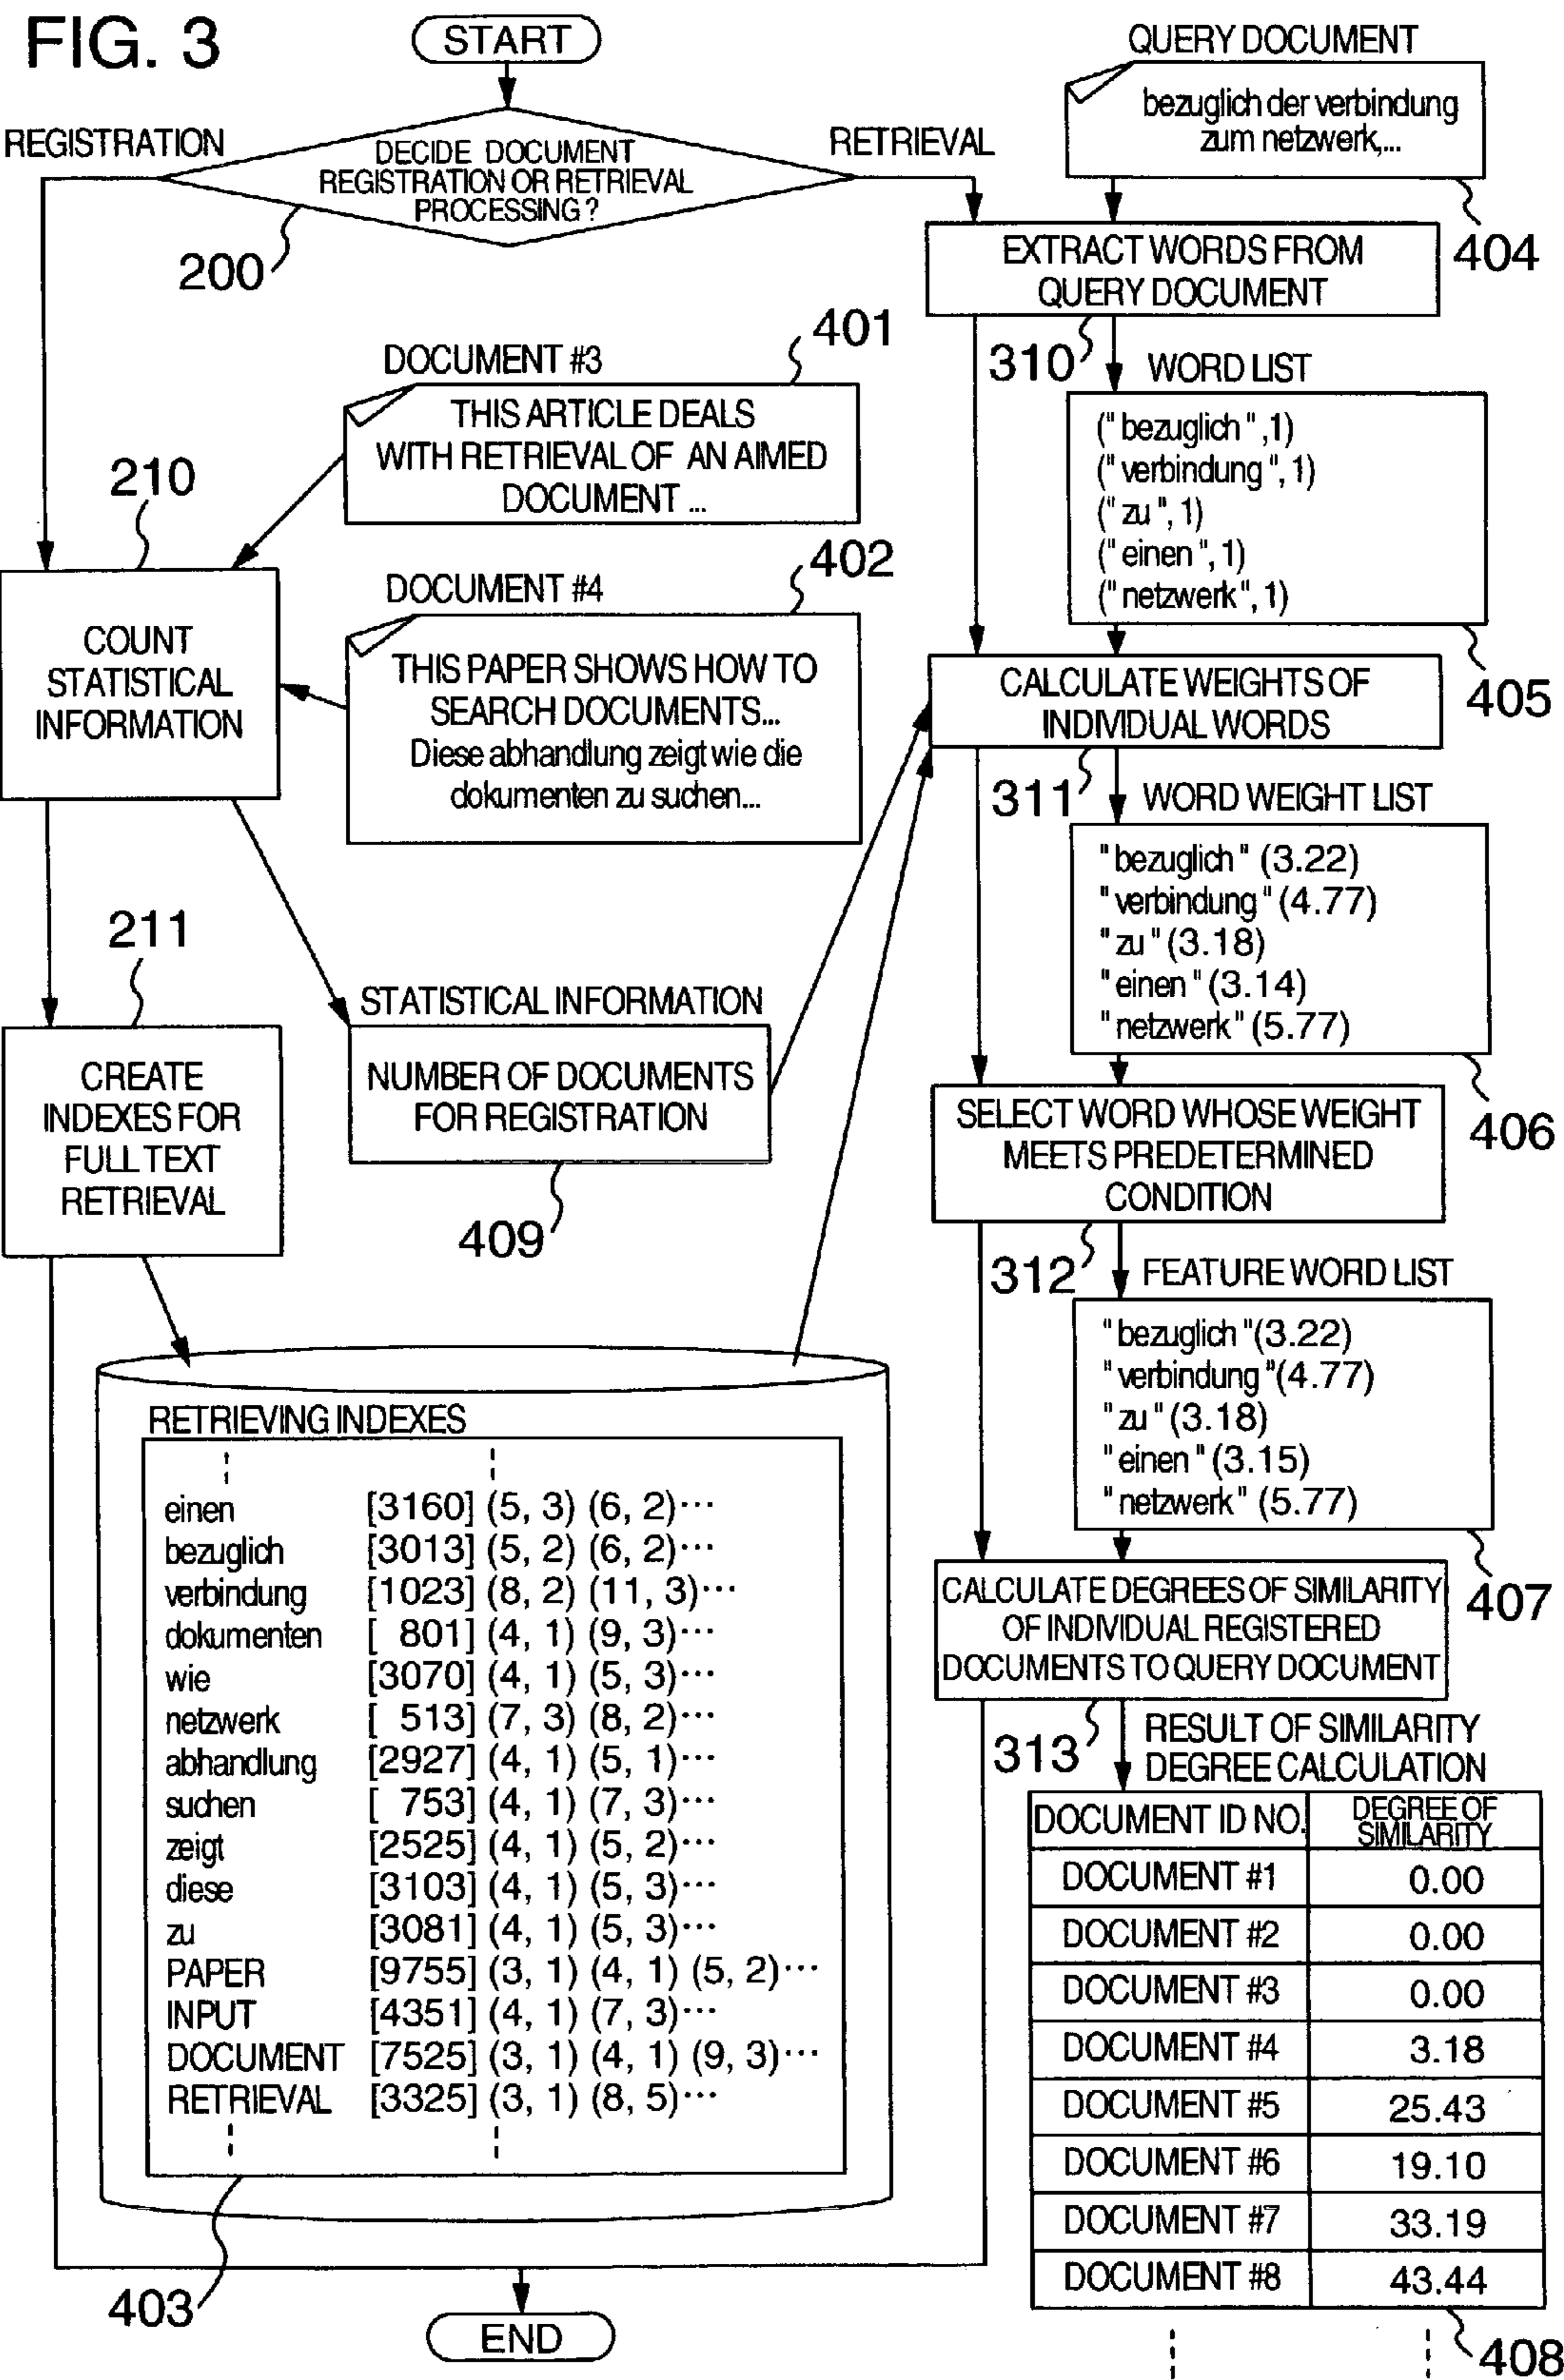 FIG. 3
START
REGISTRATION
DECIDE DOCUMENT
REGISTRATION OR RETRIEVAL
PROCESSING?
RETRIEVAL
200
DOCUMENT #3
401
THIS ARTICLE DEALS
WITH RETRIEVAL OF AN AIMED
DOCUMENT ...
210
COUNT
STATISTICAL
INFORMATION
DOCUMENT #4
402
THIS PAPER SHOWS HOW TO
SEARCH DOCUMENTS...
Diese abhandlung zeigt wie die
dokumenten zu suchen...
211
CREATE
INDEXES FOR
FULL TEXT
RETRIEVAL
STATISTICAL INFORMATION
NUMBER OF DOCUMENTS
FOR REGISTRATION
409
RETRIEVING INDEXES
einen [3160] (5, 3) (6, 2)...
bezuglich [3013] (5, 2) (6, 2)...
verbindung [1023] (8, 2) (11, 3)...
dokumenten [ 801] (4, 1) (9, 3)...
wie [3070] (4, 1) (5, 3)...
netzwerk [ 513] (7, 3) (8, 2)...
abhandlung [2927] (4, 1) (5, 1)...
suchen [ 753] (4, 1) (7, 3)...
zeigt [2525] (4, 1) (5, 2)...
diese [3103] (4, 1) (5, 3)...
zu [3081] (4, 1) (5, 3)...
PAPER [9755] (3, 1) (4, 1) (5, 2)...
INPUT [4351] (4, 1) (7, 3)...
DOCUMENT [7525] (3, 1) (4, 1) (9, 3)...
RETRIEVAL [3325] (3, 1) (8, 5)...
403
END
QUERY DOCUMENT
bezuglich der verbindung
zum netzwerk,...
404
EXTRACT WORDS FROM
QUERY DOCUMENT
310
WORD LIST
("bezuglich",1)
("verbindung", 1)
("zu", 1)
("einen", 1)
("netzwerk", 1)
405
CALCULATE WEIGHTS OF
INDIVIDUAL WORDS
311
WORD WEIGHT LIST
"bezuglich" (3.22)
"verbindung" (4.77)
"zu" (3.18)
"einen" (3.14)
"netzwerk" (5.77)
406
SELECT WORD WHOSE WEIGHT
MEETS PREDETERMINED
CONDITION
312
FEATURE WORD LIST
"bezuglich"(3.22)
"verbindung"(4.77)
"zu" (3.18)
"einen" (3.15)
"netzwerk" (5.77)
407
CALCULATE DEGREES OF SIMILARITY
OF INDIVIDUAL REGISTERED
DOCUMENTS TO QUERY DOCUMENT
313
RESULT OF SIMILARITY
DEGREE CALCULATION
DOCUMENT ID NO. DEGREE OF
SIMILARITY
DOCUMENT #1 0.00
DOCUMENT #2 0.00
DOCUMENT #3 0.00
DOCUMENT #4 3.18
DOCUMENT #5 25.43
DOCUMENT #6 19.10
DOCUMENT #7 33.19
DOCUMENT #8 43.44
408